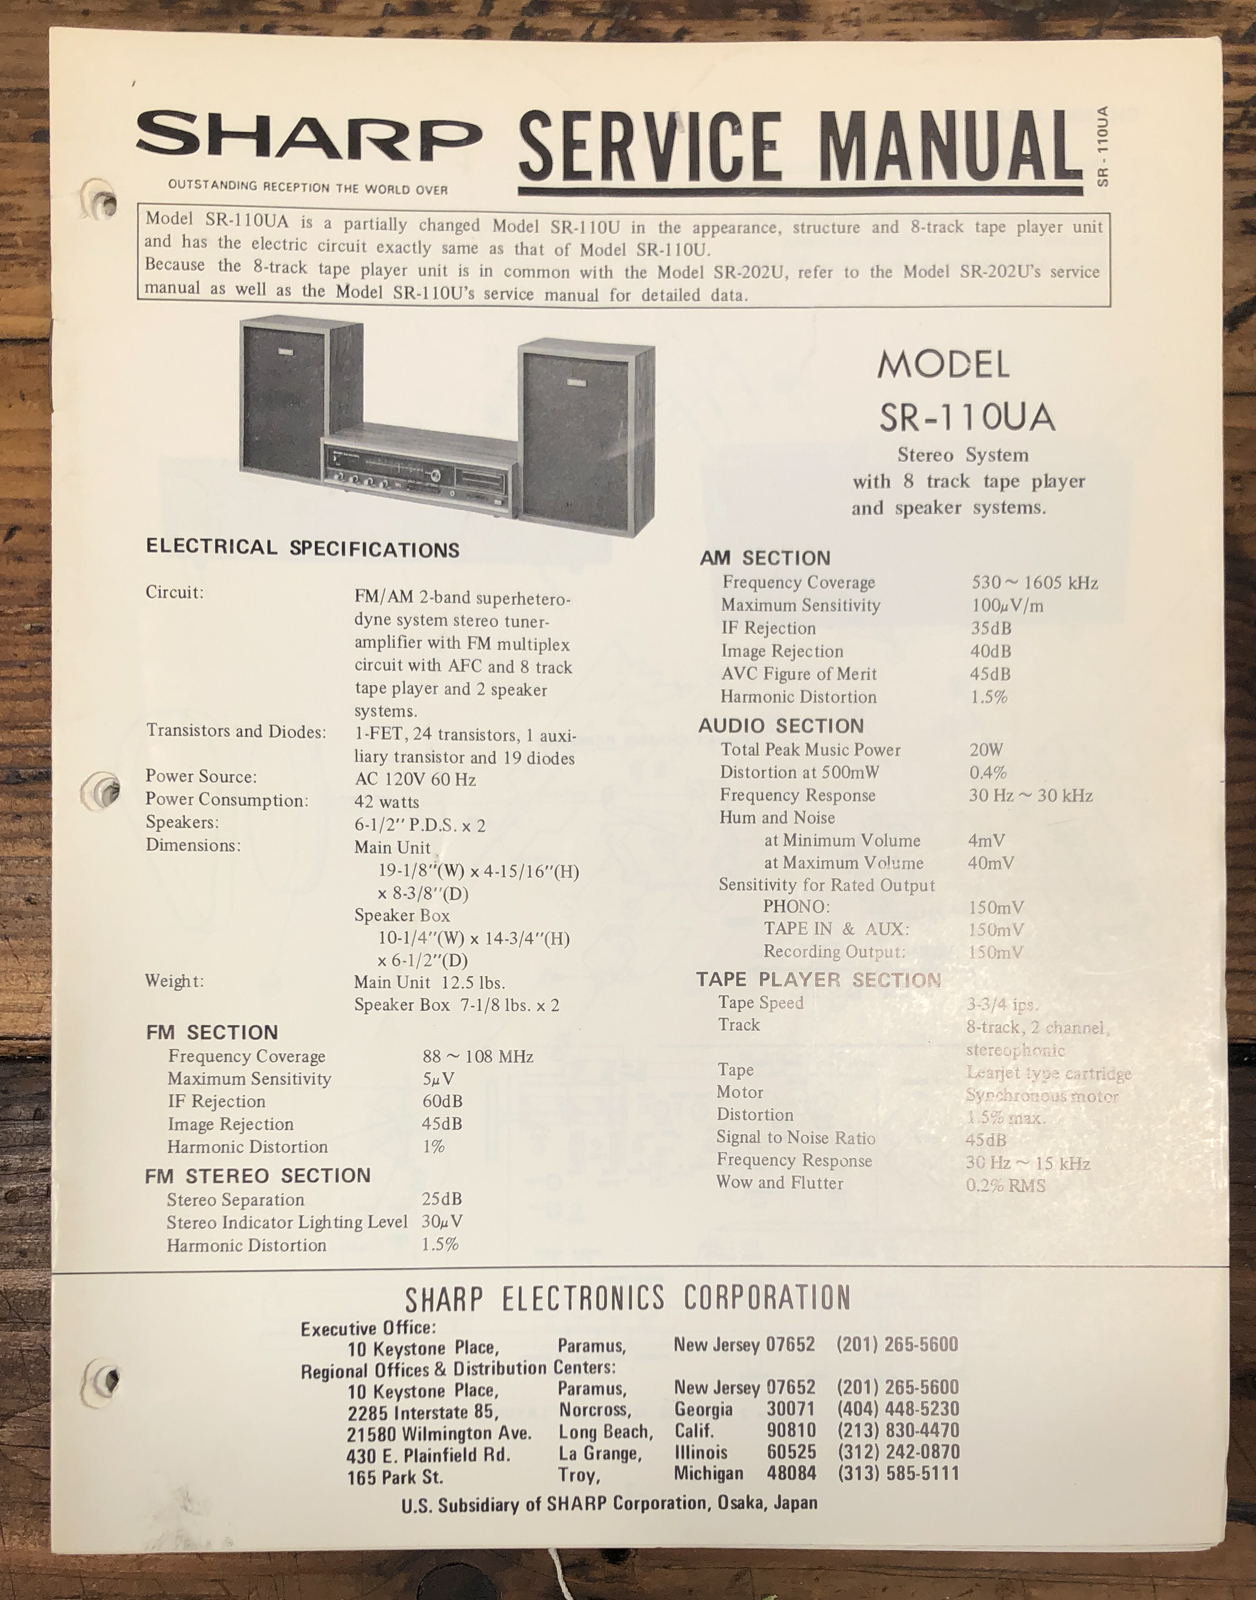 SHARP SERVICE MANUAL
SR-110UA
OUTSTANDING RECEPTION THE WORLD OVER
Model SR-110UA is a partially changed Model SR-110U in the appearance, structure and 8-track tape player unit
and has the electric circuit exactly same as that of Model SR-110U.
Because the 8-track tape player unit is in common with the Model SR-202U, refer to the Model SR-202U's service
manual as well as the Model SR-110U's service manual for detailed data.
MODEL
SR-110UA
Stereo System
with 8 track tape player
and speaker systems.
ELECTRICAL SPECIFICATIONS
Circuit: FM/AM 2-band superhetero-
dyne system stereo tuner-
amplifier with FM multiplex
circuit with AFC and 8 track
tape player and 2 speaker
systems.
Transistors and Diodes: 1-FET, 24 transistors, 1 auxi-
liary transistor and 19 diodes
Power Source: AC 120V 60 Hz
Power Consumption: 42 watts
Speakers: 6-1/2" P.D.S. x 2
Dimensions: Main Unit
19-1/8"(W) x 4-15/16"(H)
x 8-3/8"(D)
Speaker Box
10-1/4"(W) x 14-3/4"(H)
x 6-1/2"(D)
Weight: Main Unit 12.5 lbs.
Speaker Box 7-1/8 lbs. x 2
FM SECTION
Frequency Coverage 88 ~ 108 MHz
Maximum Sensitivity 5μV
IF Rejection 60dB
Image Rejection 45dB
Harmonic Distortion 1%
FM STEREO SECTION
Stereo Separation 25dB
Stereo Indicator Lighting Level 30μV
Harmonic Distortion 1.5%
AM SECTION
Frequency Coverage 530 ~ 1605 kHz
Maximum Sensitivity 100μV/m
IF Rejection 35dB
Image Rejection 40dB
AVC Figure of Merit 45dB
Harmonic Distortion 1.5%
AUDIO SECTION
Total Peak Music Power 20W
Distortion at 500mW 0.4%
Frequency Response 30 Hz ~ 30 kHz
Hum and Noise
at Minimum Volume 4mV
at Maximum Volume 40mV
Sensitivity for Rated Output
PHONO: 150mV
TAPE IN & AUX: 150mV
Recording Output: 150mV
TAPE PLAYER SECTION
Tape Speed 3-3/4 ips.
Track 8-track, 2 channel,
stereophonic
Tape Learjet type cartridge
Motor Synchronous motor
Distortion 1.5% max.
Signal to Noise Ratio 45dB
Frequency Response 30 Hz ~ 15 kHz
Wow and Flutter 0.2% RMS
SHARP ELECTRONICS CORPORATION
Executive Office:
10 Keystone Place, Paramus, New Jersey 07652 (201) 265-5600
Regional Offices & Distribution Centers:
10 Keystone Place, Paramus, New Jersey 07652 (201) 265-5600
2285 Interstate 85, Norcross, Georgia 30071 (404) 448-5230
21580 Wilmington Ave. Long Beach, Calif. 90810 (213) 830-4470
430 E. Plainfield Rd. La Grange, Illinois 60525 (312) 242-0870
165 Park St. Troy, Michigan 48084 (313) 585-5111
U.S. Subsidiary of SHARP Corporation, Osaka, Japan